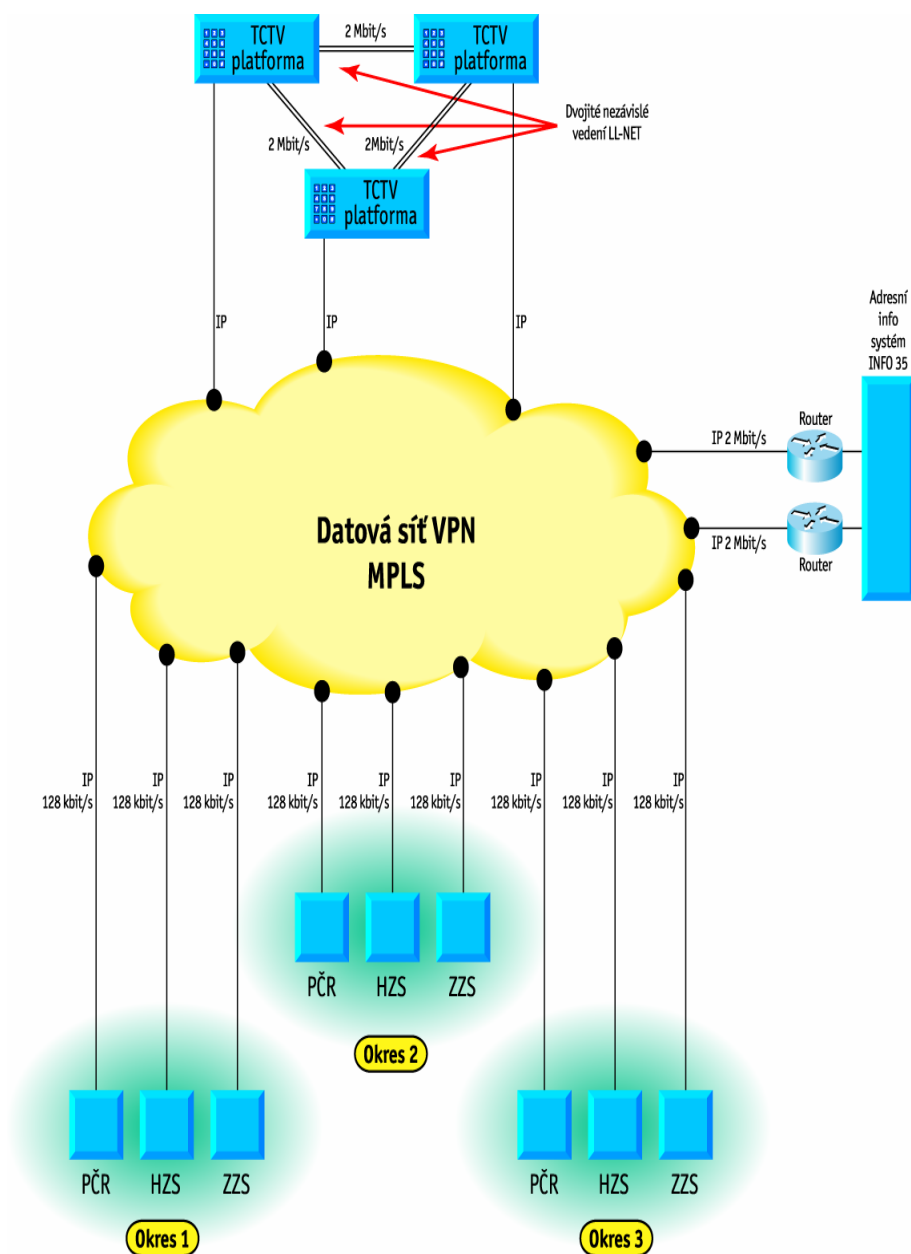 TCTV
platforma
2 Mbit/s
TCTV
platforma
Dvojité nezávislé
vedení LL-NET
2 Mbit/s
2Mbit/s
TCTV
platforma
IP
IP
IP
Adresní
info
systém
INFO 35
Router
IP 2 Mbit/s
Datová síť VPN
MPLS
IP 2 Mbit/s
Router
IP
128 kbit/s
IP
128 kbit/s
IP
128 kbit/s
IP
128 kbit/s
IP
128 kbit/s
IP
128 kbit/s
IP
128 kbit/s
IP
128 kbit/s
IP
128 kbit/s
PČR
HZS
ZZS
Okres 2
PČR
HZS
ZZS
Okres 1
PČR
HZS
ZZS
Okres 3